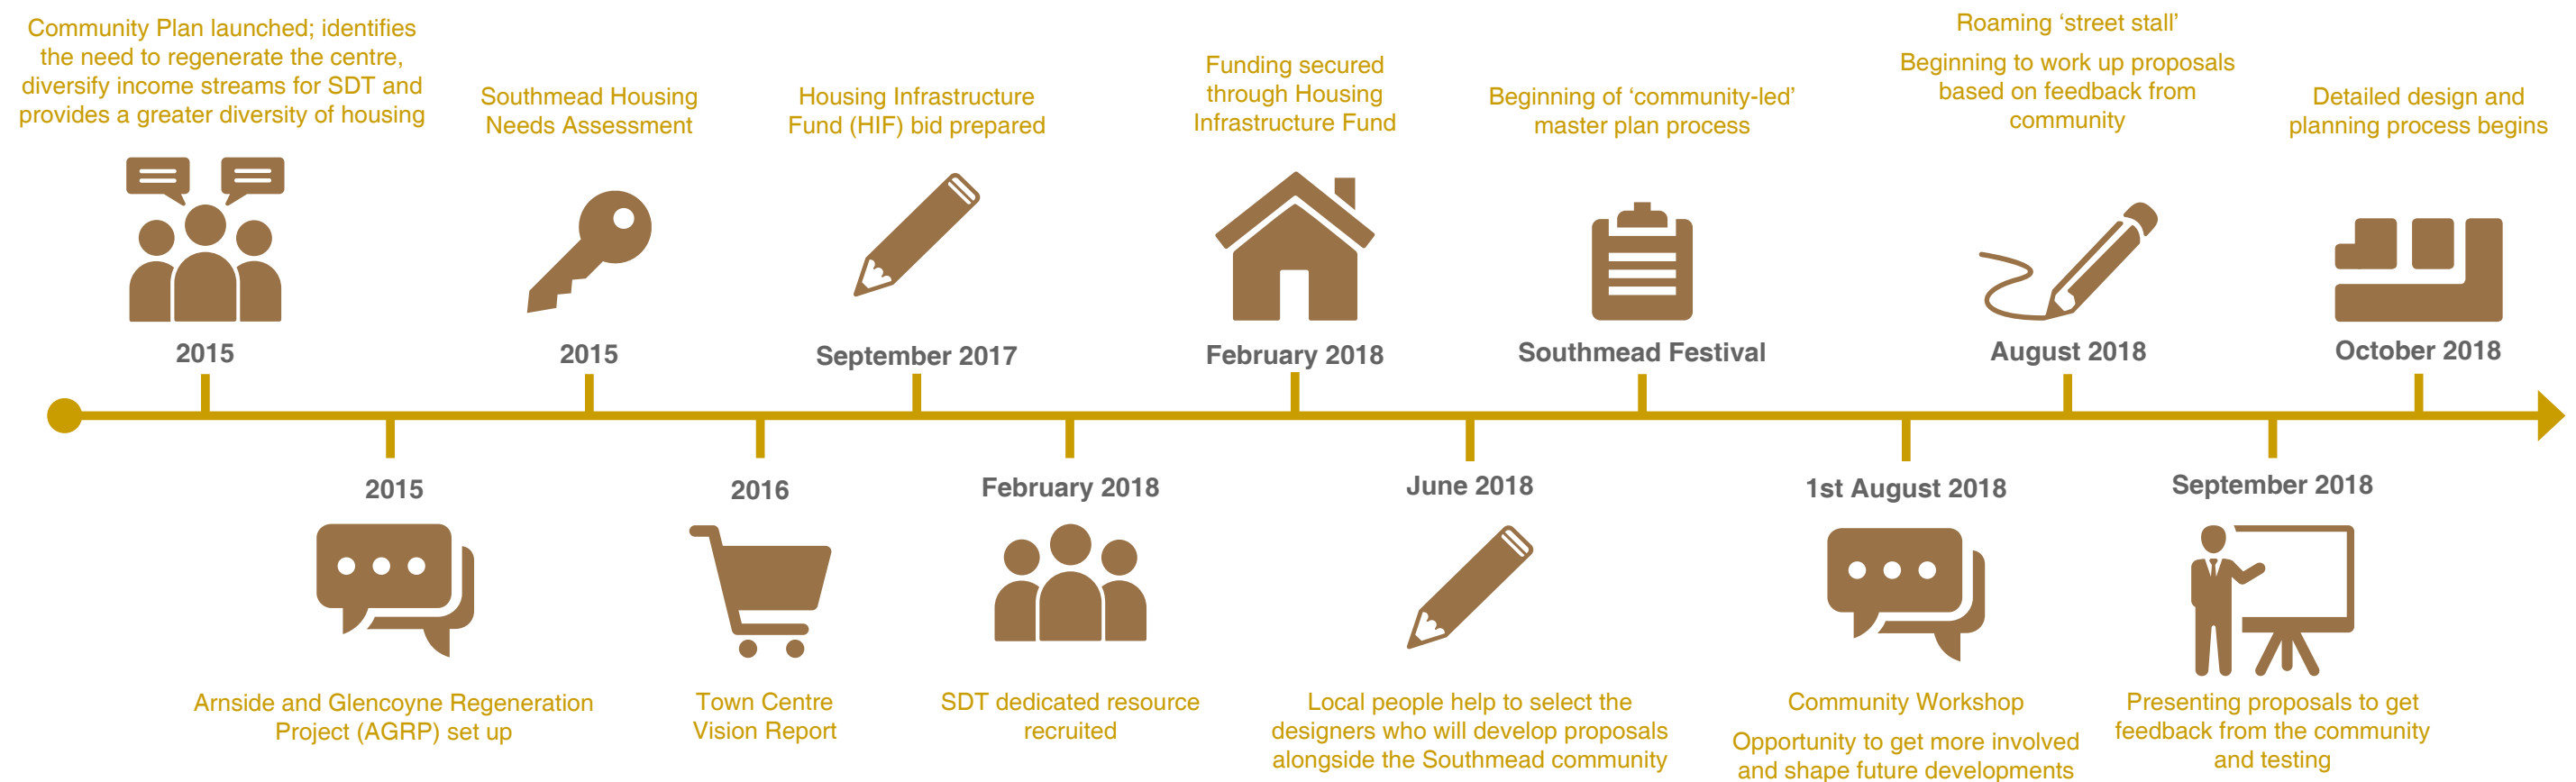 Community Plan launched; identifies
the need to regenerate the centre,
diversify income streams for SDT and
provides a greater diversity of housing
2015
Southmead Housing
Needs Assessment
2015
Housing Infrastructure
Fund (HIF) bid prepared
September 2017
Funding secured
through Housing
Infrastructure Fund
February 2018
Beginning of ‘community-led’
master plan process
Southmead Festival
Roaming ‘street stall’
Beginning to work up proposals
based on feedback from
community
August 2018
Detailed design and
planning process begins
October 2018
2015
Arnside and Glencoyne Regeneration
Project (AGRP) set up
2016
Town Centre
Vision Report
February 2018
SDT dedicated resource
recruited
June 2018
Local people help to select the
designers who will develop proposals
alongside the Southmead community
1st August 2018
Community Workshop
Opportunity to get more involved
and shape future developments
September 2018
Presenting proposals to get
feedback from the community
and testing